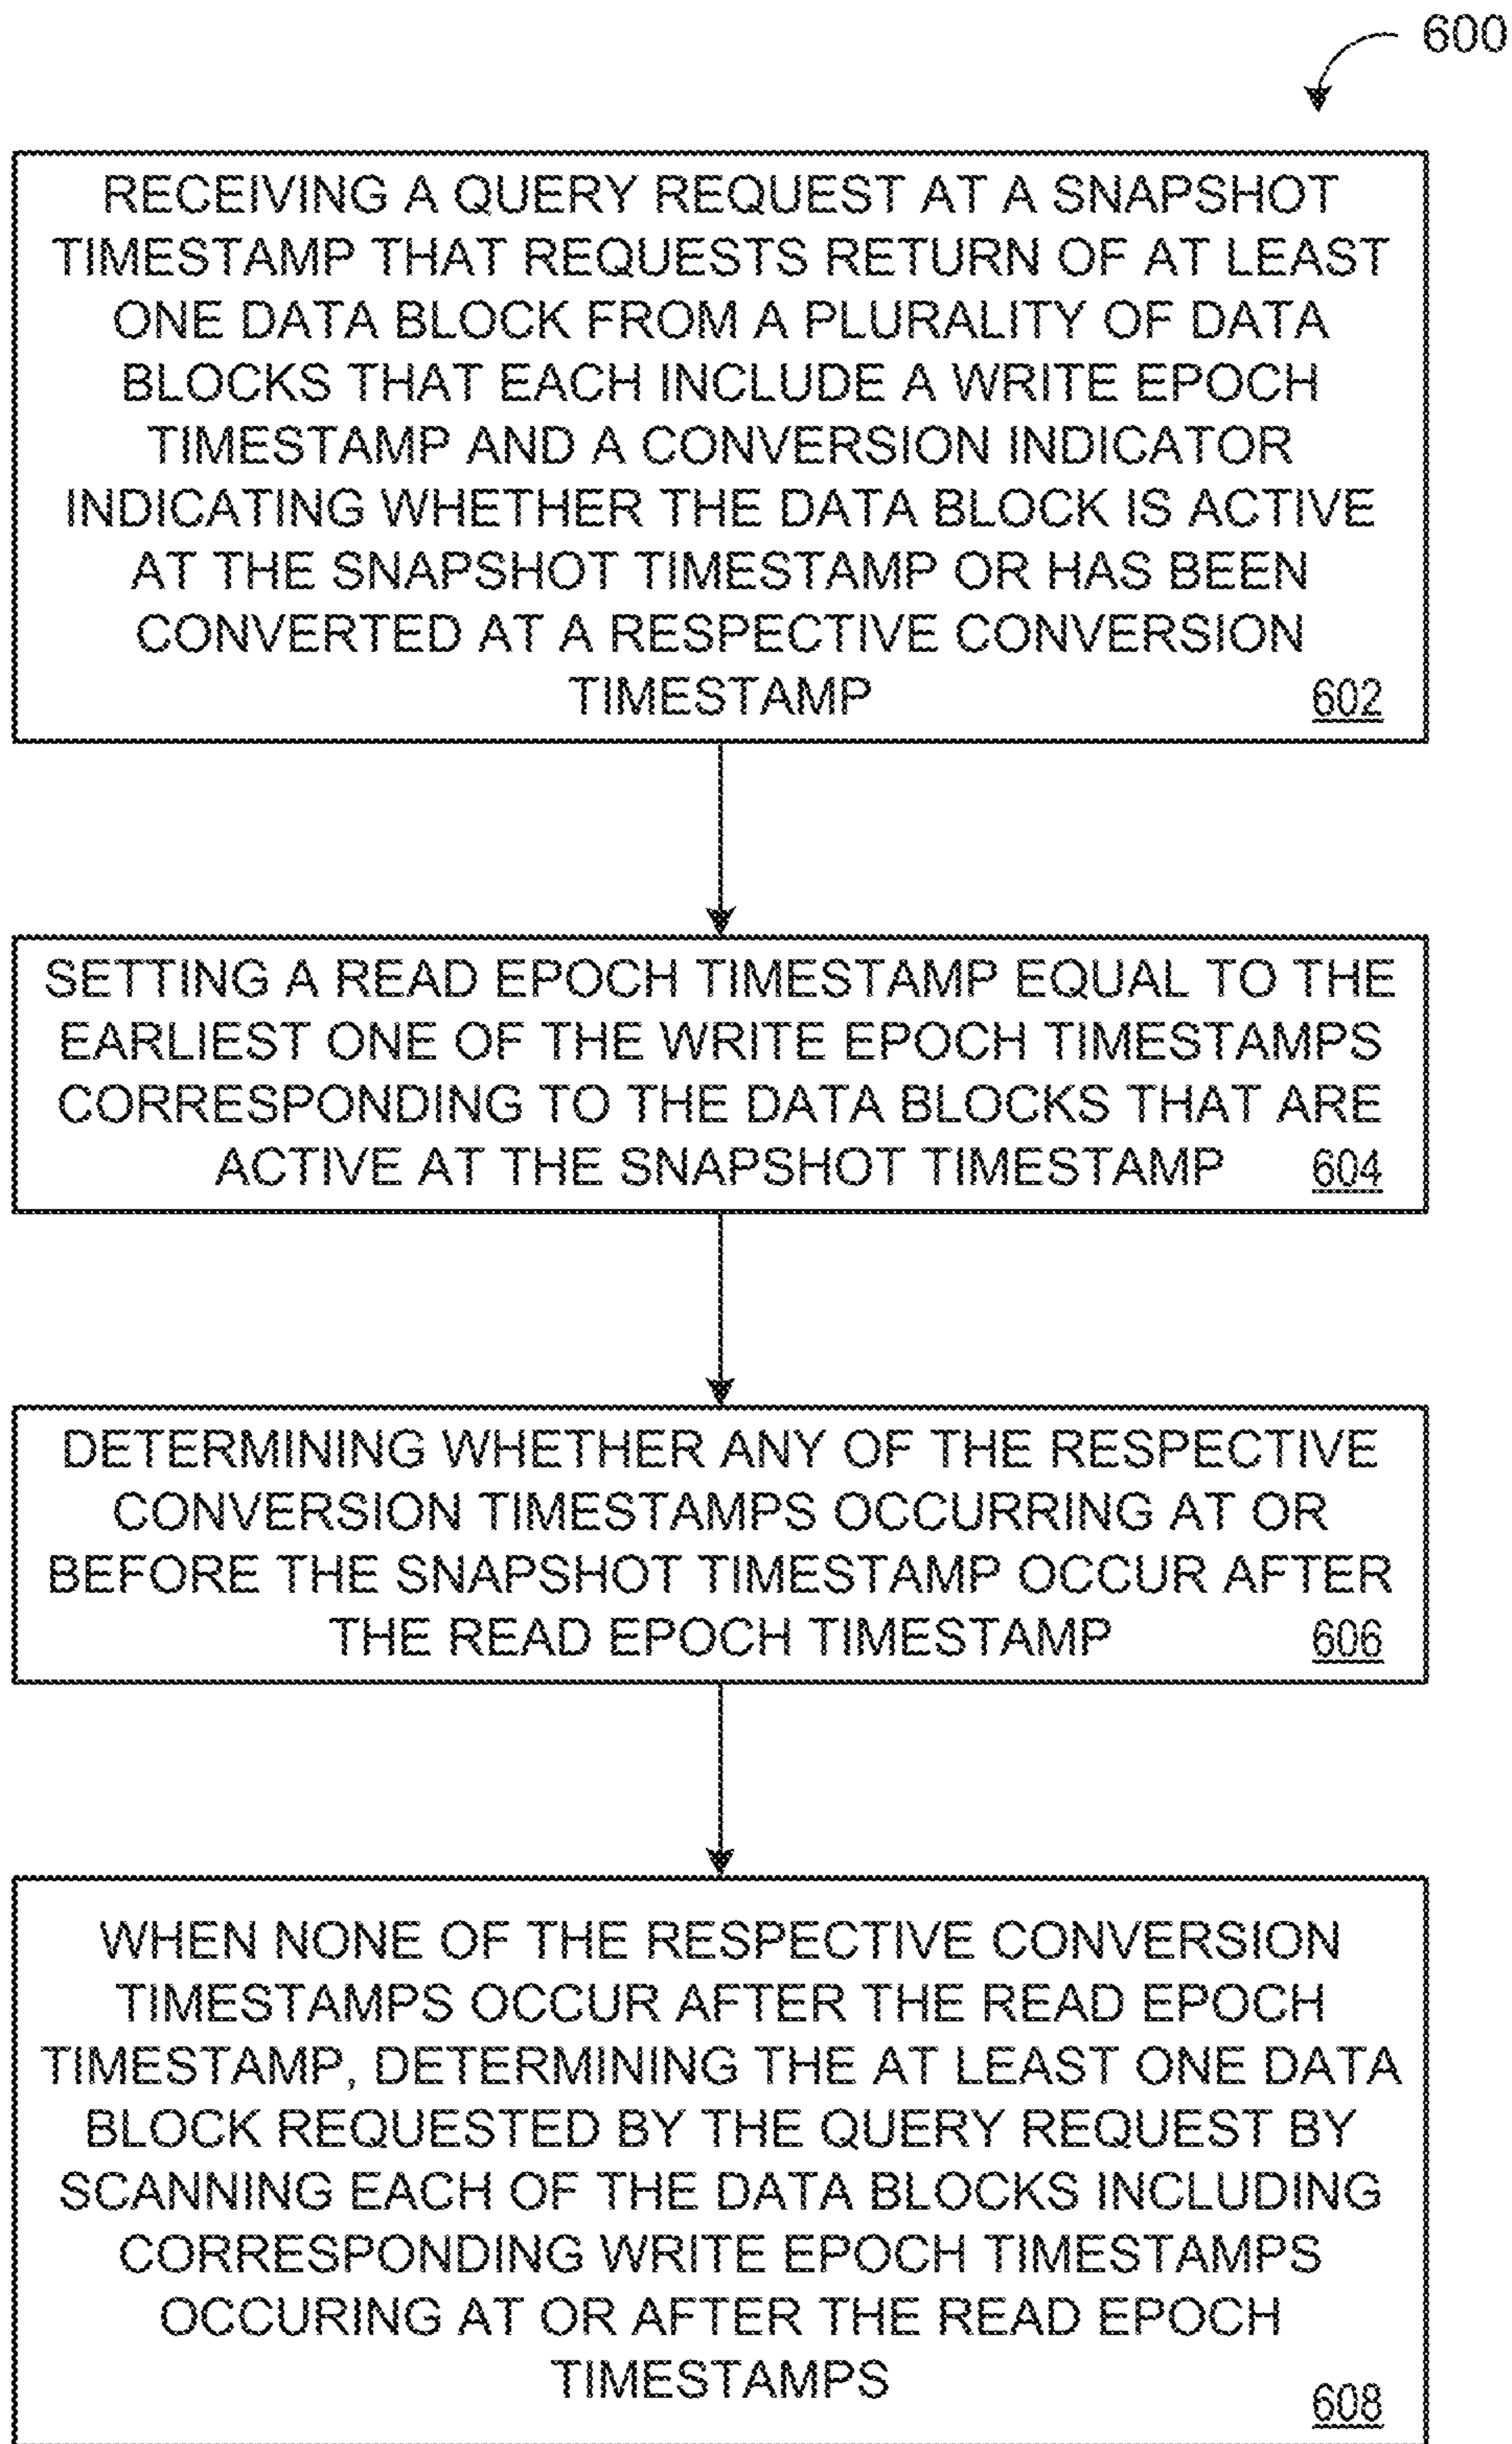 600
RECEIVING A QUERY REQUEST AT A SNAPSHOT
TIMESTAMP THAT REQUESTS RETURN OF AT LEAST
ONE DATA BLOCK FROM A PLURALITY OF DATA
BLOCKS THAT EACH INCLUDE A WRITE EPOCH
TIMESTAMP AND A CONVERSION INDICATOR
INDICATING WHETHER THE DATA BLOCK IS ACTIVE
AT THE SNAPSHOT TIMESTAMP OR HAS BEEN
CONVERTED AT A RESPECTIVE CONVERSION
TIMESTAMP 602
SETTING A READ EPOCH TIMESTAMP EQUAL TO THE
EARLIEST ONE OF THE WRITE EPOCH TIMESTAMPS
CORRESPONDING TO THE DATA BLOCKS THAT ARE
ACTIVE AT THE SNAPSHOT TIMESTAMP 604
DETERMINING WHETHER ANY OF THE RESPECTIVE
CONVERSION TIMESTAMPS OCCURRING AT OR
BEFORE THE SNAPSHOT TIMESTAMP OCCUR AFTER
THE READ EPOCH TIMESTAMP 606
WHEN NONE OF THE RESPECTIVE CONVERSION
TIMESTAMPS OCCUR AFTER THE READ EPOCH
TIMESTAMP, DETERMINING THE AT LEAST ONE DATA
BLOCK REQUESTED BY THE QUERY REQUEST BY
SCANNING EACH OF THE DATA BLOCKS INCLUDING
CORRESPONDING WRITE EPOCH TIMESTAMPS
OCCURING AT OR AFTER THE READ EPOCH
TIMESTAMPS
608